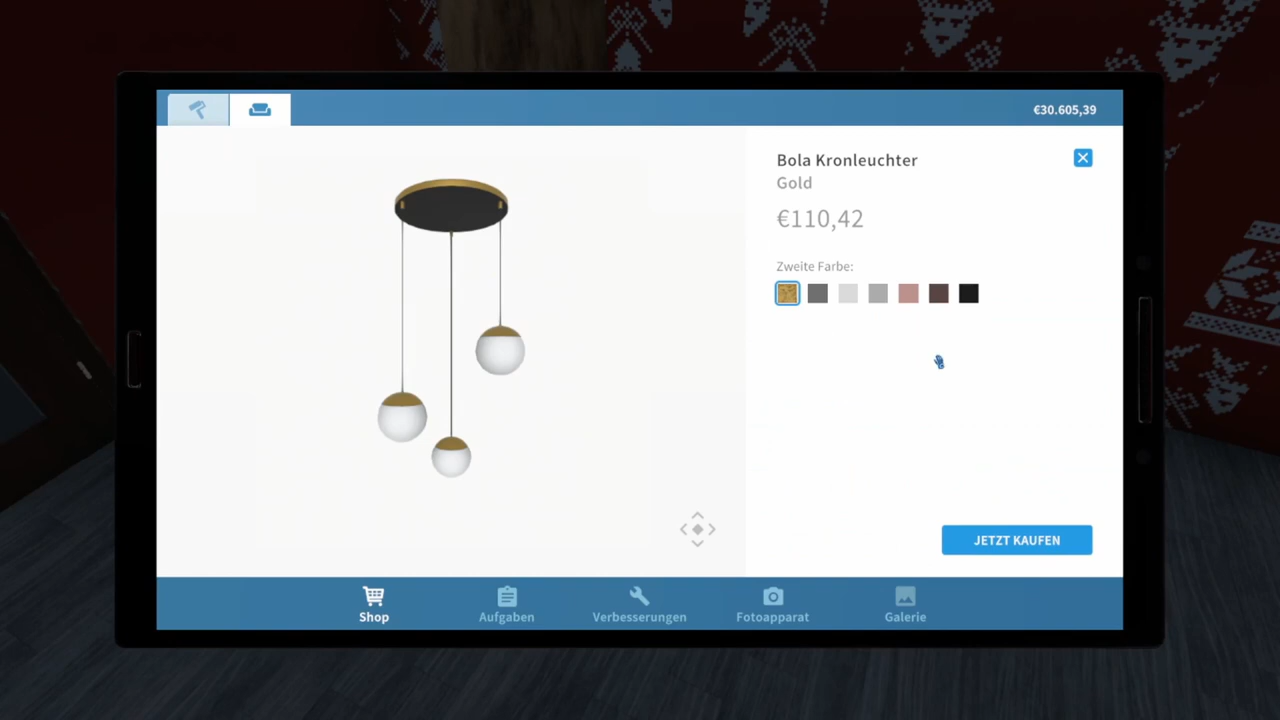 €30.605,39
Bola Kronleuchter
Gold
€110,42
Zweite Farbe:
JETZT KAUFEN
Shop
Aufgaben
Verbesserungen
Fotoapparat
Galerie